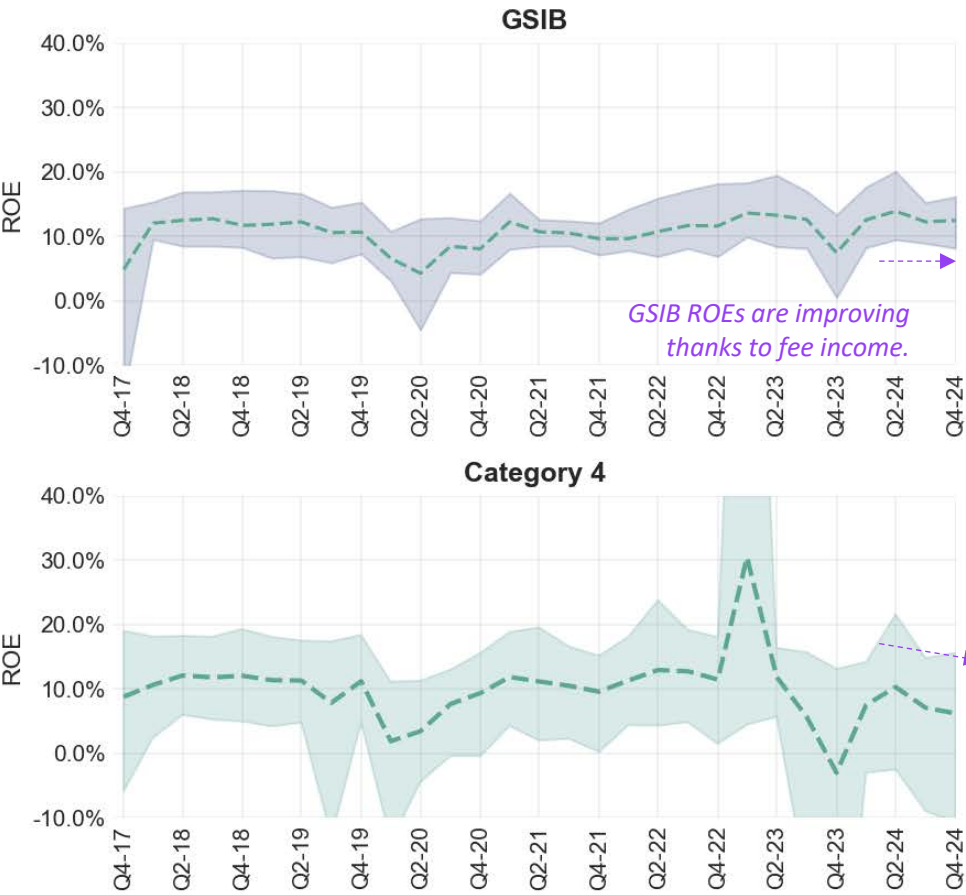 GSIB
40.0%
30.0%
20.0%
10.0%
0.0%
-10.0%
ROE
GSIB ROEs are improving
thanks to fee income.
Q4-17
Q2-18
Q4-18
Q2-19
Q4-19
Q2-20
Q4-20
Q2-21
Q4-21
Q2-22
Q4-22
Q2-23
Q4-23
Q2-24
Q4-24
Category 4
40.0%
30.0%
20.0%
10.0%
0.0%
-10.0%
ROE
Q4-17
Q2-18
Q4-18
Q2-19
Q4-19
Q2-20
Q4-20
Q2-21
Q4-21
Q2-22
Q4-22
Q2-23
Q4-23
Q2-24
Q4-24